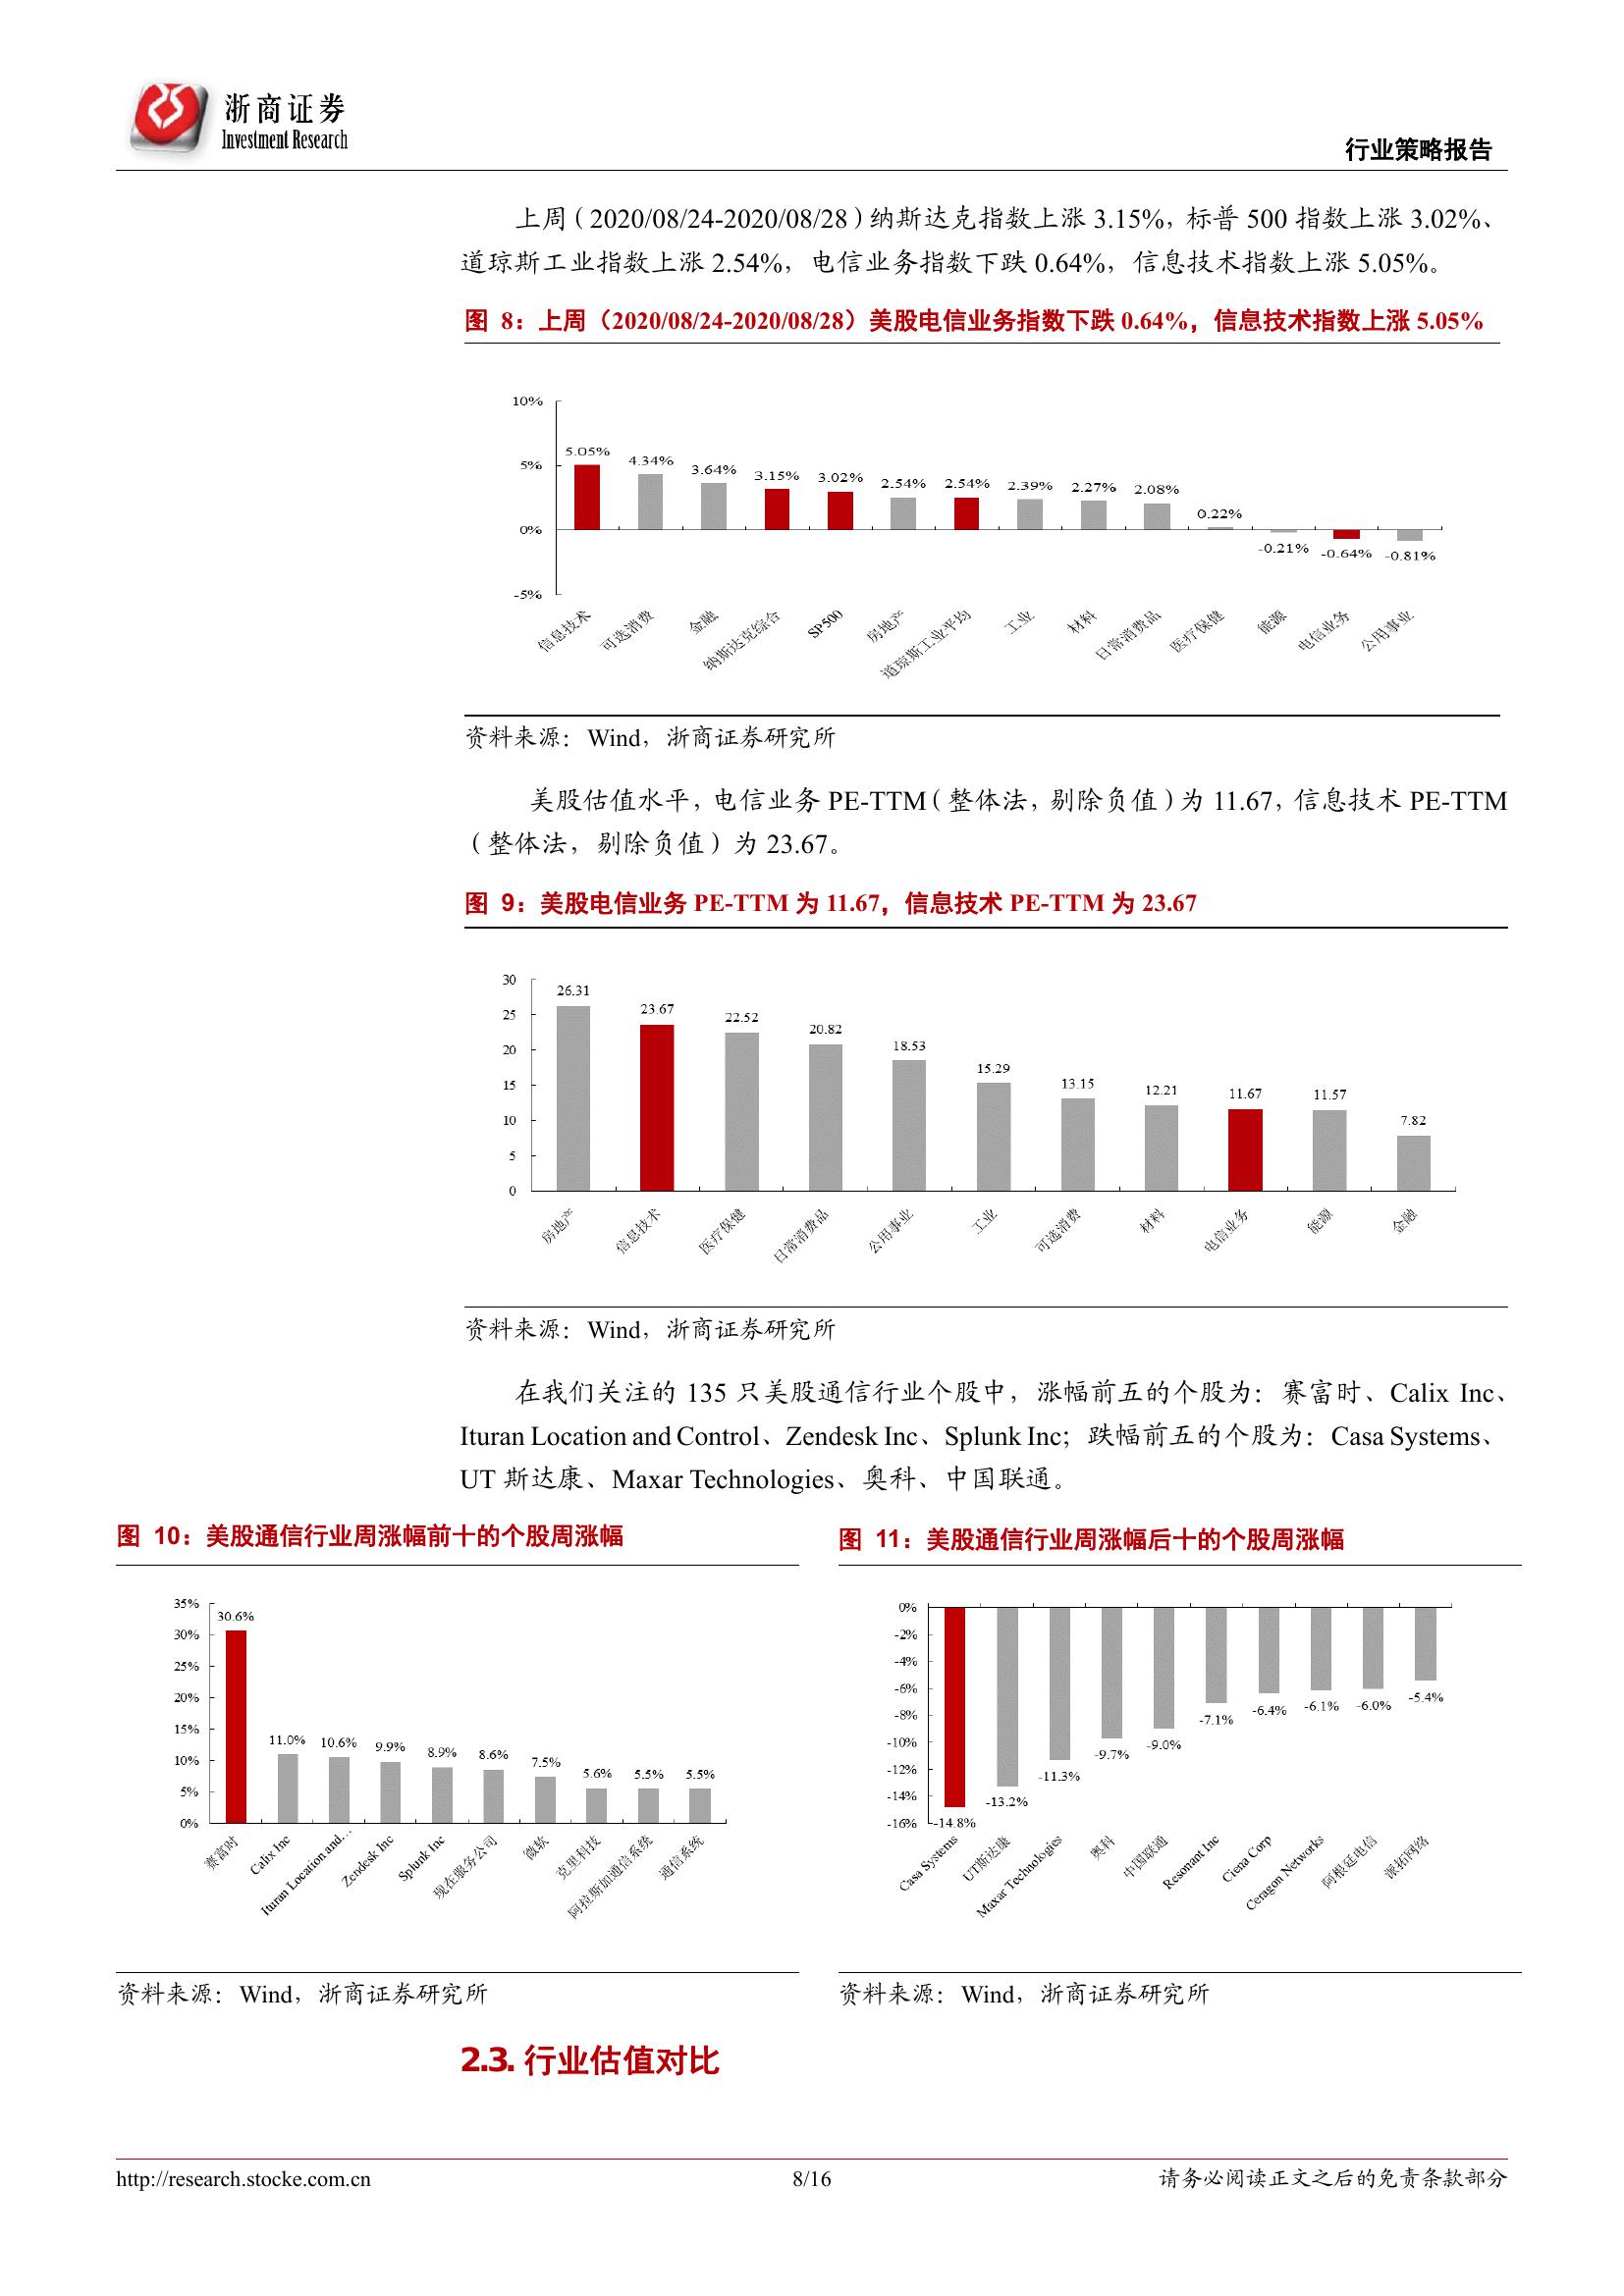 浙商证券
Investment Research
行业策略报告
上周（2020/08/24-2020/08/28）纳斯达克指数上涨 3.15%，标普 500 指数上涨 3.02%、
道琼斯工业指数上涨 2.54%，电信业务指数下跌 0.64%，信息技术指数上涨 5.05%。
图 8：上周（2020/08/24-2020/08/28）美股电信业务指数下跌 0.64%，信息技术指数上涨 5.05%
10%
5%
0%
-5%
5.05% 4.34% 3.64% 3.15% 3.02% 2.54% 2.54% 2.39% 2.27% 2.08% 0.22% -0.21% -0.64% -0.81%
信息技术 可选消费 金融 纳斯达克综合 SP500 房地产 道琼斯工业平均 工业 材料 日常消费品 医疗保健 能源 电信业务 公用事业
资料来源：Wind，浙商证券研究所
美股估值水平，电信业务 PE-TTM（整体法，剔除负值）为 11.67，信息技术 PE-TTM
（整体法，剔除负值）为 23.67。
图 9：美股电信业务 PE-TTM 为 11.67，信息技术 PE-TTM 为 23.67
30
25
20
15
10
5
0
26.31 23.67 22.52 20.82 18.53 15.29 13.15 12.21 11.67 11.57 7.82
房地产 信息技术 医疗保健 日常消费品 公用事业 工业 可选消费 材料 电信业务 能源 金融
资料来源：Wind，浙商证券研究所
在我们关注的 135 只美股通信行业个股中，涨幅前五的个股为：赛富时、Calix Inc、
Ituran Location and Control、Zendesk Inc、Splunk Inc；跌幅前五的个股为：Casa Systems、
UT 斯达康、Maxar Technologies、奥科、中国联通。
图 10：美股通信行业周涨幅前十的个股周涨幅
35%
30%
25%
20%
15%
10%
5%
0%
30.6% 11.0% 10.6% 9.9% 8.9% 8.6% 7.5% 5.6% 5.5% 5.5%
赛富时 Calix Inc Ituran Location and… Zendesk Inc Splunk Inc 现在服务公司 微软 克里科技 阿拉斯加通信系统 通信系统
资料来源：Wind，浙商证券研究所
图 11：美股通信行业周涨幅后十的个股周涨幅
0%
-2%
-4%
-6%
-8%
-10%
-12%
-14%
-16%
-14.8% -13.2% -11.3% -9.7% -9.0% -7.1% -6.4% -6.1% -6.0% -5.4%
Casa Systems UT斯达康 Maxar Technologies 奥科 中国联通 Resonant Inc Ciena Corp Ceragon Networks 阿根廷电信 派拓网络
资料来源：Wind，浙商证券研究所
2.3. 行业估值对比
http://research.stocke.com.cn
8/16
请务必阅读正文之后的免责条款部分